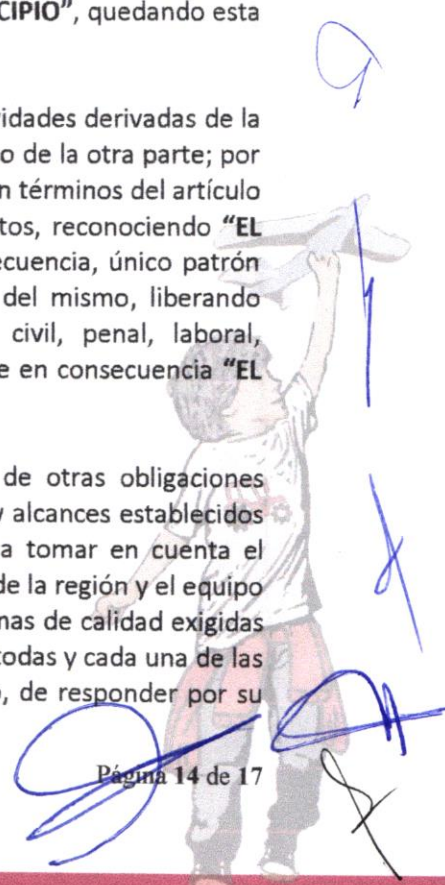 CIPIO", quedando esta
idades derivadas de la
o de la otra parte; por
n términos del artículo
tos, reconociendo "EL
ecuencia, único patrón
del mismo, liberando
civil, penal, laboral,
e en consecuencia "EL
de otras obligaciones
y alcances establecidos
a tomar en cuenta el
de la región y el equipo
nas de calidad exigidas
todas y cada una de las
, de responder por su
Página 14 de 17